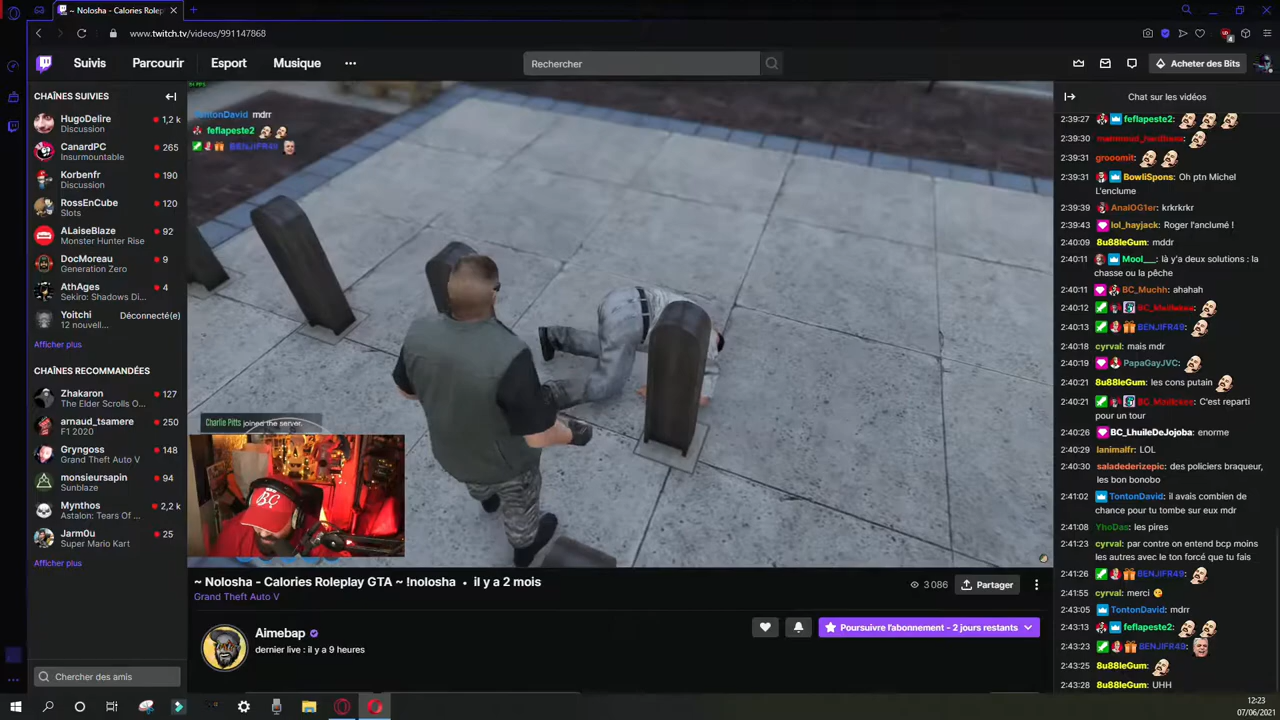 ~ Nolosha - Calories Rolep
www.twitch.tv/videos/991147868
Suivis
Parcourir
Esport
Musique
Rechercher
Acheter des Bits
CHAÎNES SUIVIES
HugoDelire
1,2 k
Discussion
CanardPC
265
Insurmountable
Korbenfr
190
Discussion
RossEnCube
120
Slots
ALaiseBlaze
92
Monster Hunter Rise
DocMoreau
9
Generation Zero
AthAges
4
Sekiro: Shadows Di...
Yoitchi
Déconnecté(e)
12 nouvell...
Afficher plus
CHAÎNES RECOMMANDÉES
Zhakaron
127
The Elder Scrolls O...
arnaud_tsamere
250
F1 2020
Gryngoss
148
Grand Theft Auto V
monsieursapin
94
Sunblaze
Mynthos
2,2 k
Astalon: Tears Of ...
Jarm0u
25
Super Mario Kart
Afficher plus
Chercher des amis
TontonDavid mdrr
feflapeste2
BENJIFR49
Charlie Pitts joined the server.
BC
~ Nolosha - Calories Roleplay GTA ~ !nolosha • il y a 2 mois
Grand Theft Auto V
3 086
Partager
Aimebap
dernier live : il y a 9 heures
Poursuivre l'abonnement - 2 jours restants
Chat sur les vidéos
2:39:27 feflapeste2:
2:39:30
2:39:31 grooomit:
2:39:31 BowliSpons: Oh ptn Michel
L'enclume
2:39:39 AnalOG1er: krkrkrkr
2:39:43 lol_hayjack: Roger l'anclumé !
2:40:09 8u88leGum: mddr
2:40:11 Mool___: là y'a deux solutions : la
chasse ou la pêche
2:40:11 BC_Muchh: ahahah
2:40:12
2:40:13 BENJIFR49:
2:40:18 cyrval: mais mdr
2:40:19 PapaGayJVC:
2:40:21 8u88leGum: les cons putain
2:40:21 C'est reparti
pour un tour
2:40:26 BC_LhuileDeJojoba: enorme
2:40:29 lanimalfr: LOL
2:40:30 saladederizepic: des policiers braqueur,
les bon bonobo
2:41:02 TontonDavid: il avais combien de
chance pour tu tombe sur eux mdr
2:41:08 YhoDas: les pires
2:41:23 cyrval: par contre on entend bcp moins
les autres avec le ton forcé que tu fais
2:41:26 BENJIFR49:
2:41:55 cyrval: merci
2:43:05 TontonDavid: mdrr
2:43:13 feflapeste2:
2:43:23 BENJIFR49:
2:43:25 8u88leGum:
2:43:28 8u88leGum: UHH
12:23
07/06/2021